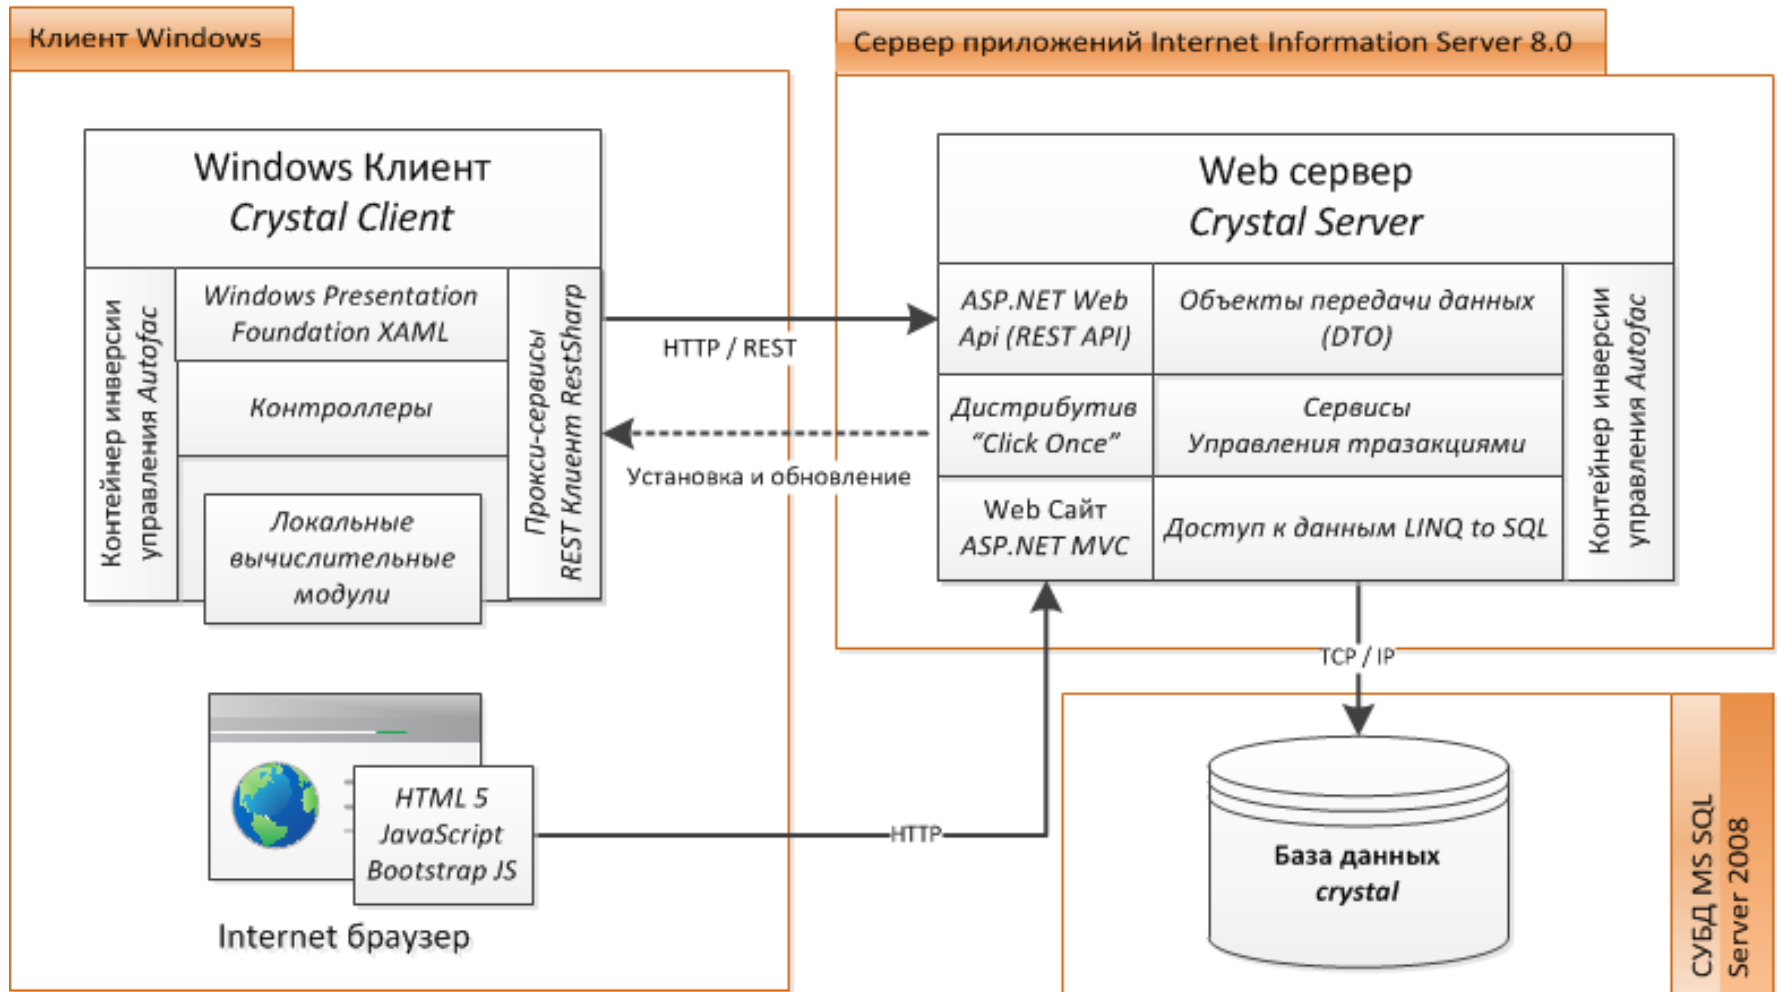 Клиент Windows
Сервер приложений Internet Information Server 8.0
Windows Клиент
Crystal Client
Контейнер инверсии
управления Autofac
Windows Presentation
Foundation XAML
Контроллеры
Локальные
вычислительные
модули
Прокси-сервисы
REST Клиент RestSharp
HTTP / REST
Установка и обновление
Web сервер
Crystal Server
ASP.NET Web
Api (REST API)
Объекты передачи данных
(DTO)
Дистрибутив
“Click Once”
Сервисы
Управления тразакциями
Web Сайт
ASP.NET MVC
Доступ к данным LINQ to SQL
Контейнер инверсии
управления Autofac
TCP / IP
HTML 5
JavaScript
Bootstrap JS
Internet браузер
HTTP
База данных
crystal
СУБД MS SQL
Server 2008